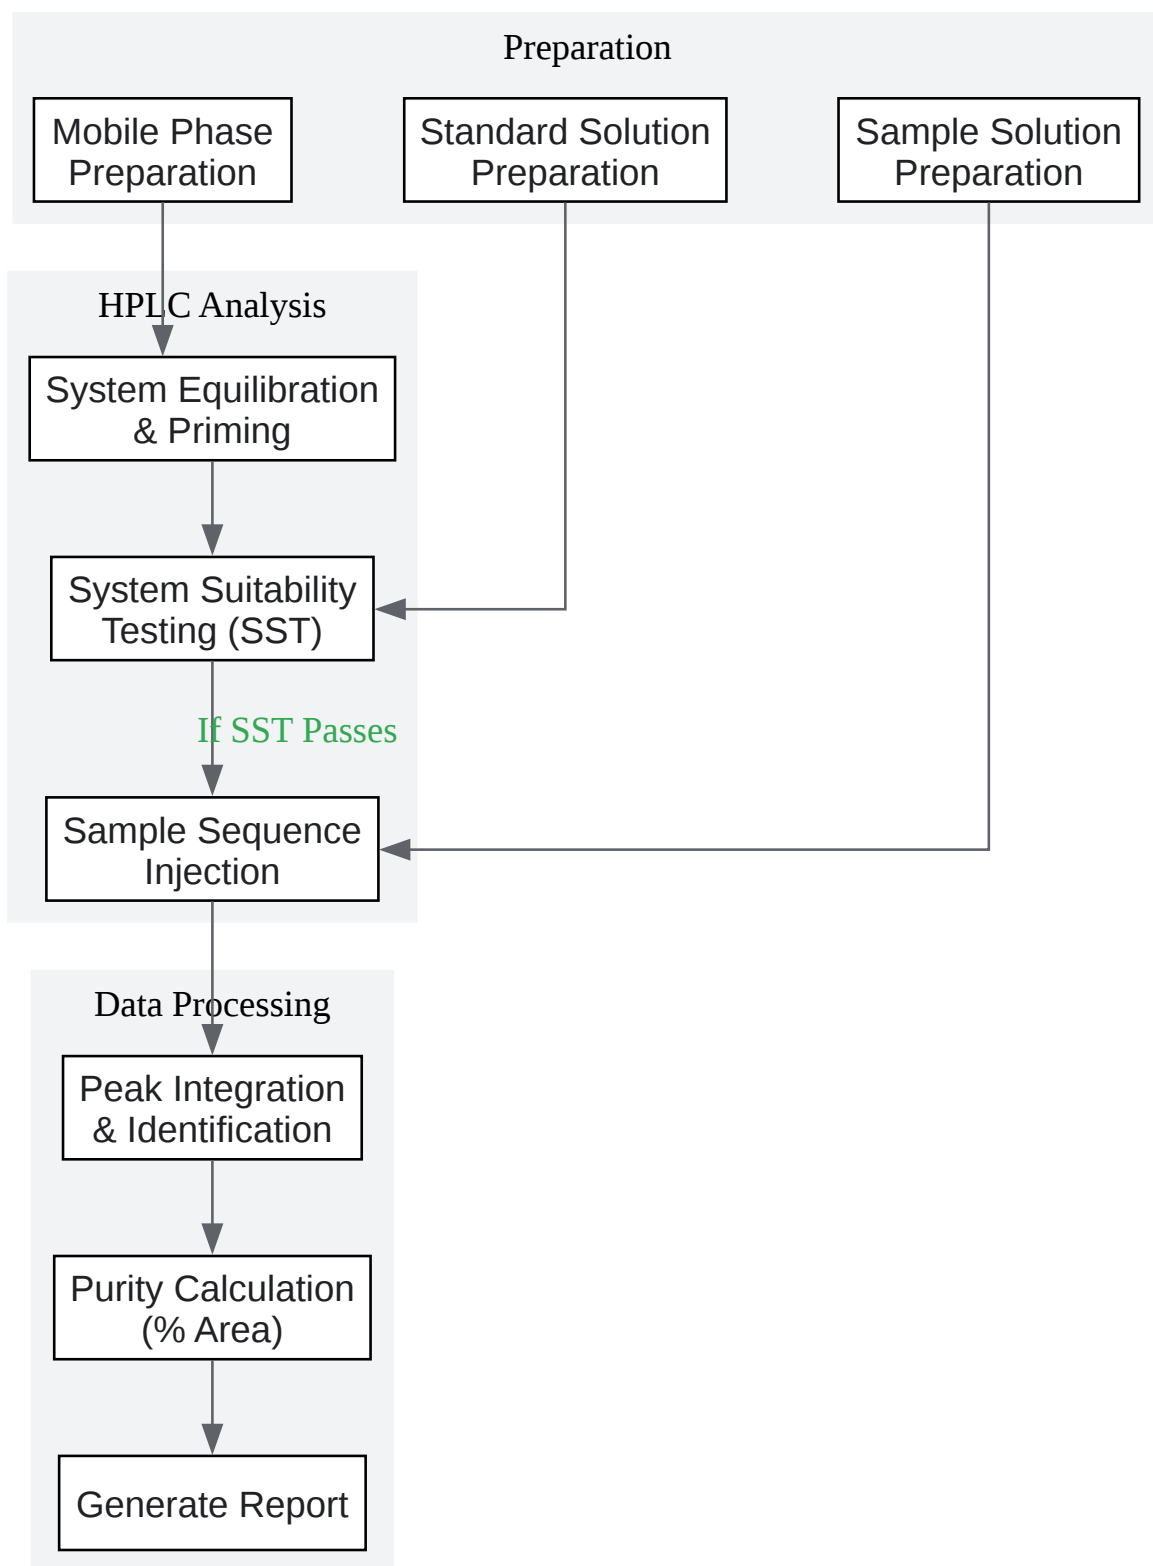 Preparation
Mobile Phase
Preparation
Standard Solution
Preparation
Sample Solution
Preparation
HPLC Analysis
System Equilibration
& Priming
System Suitability
Testing (SST)
If SST Passes
Sample Sequence
Injection
Data Processing
Peak Integration
& Identification
Purity Calculation
(% Area)
Generate Report